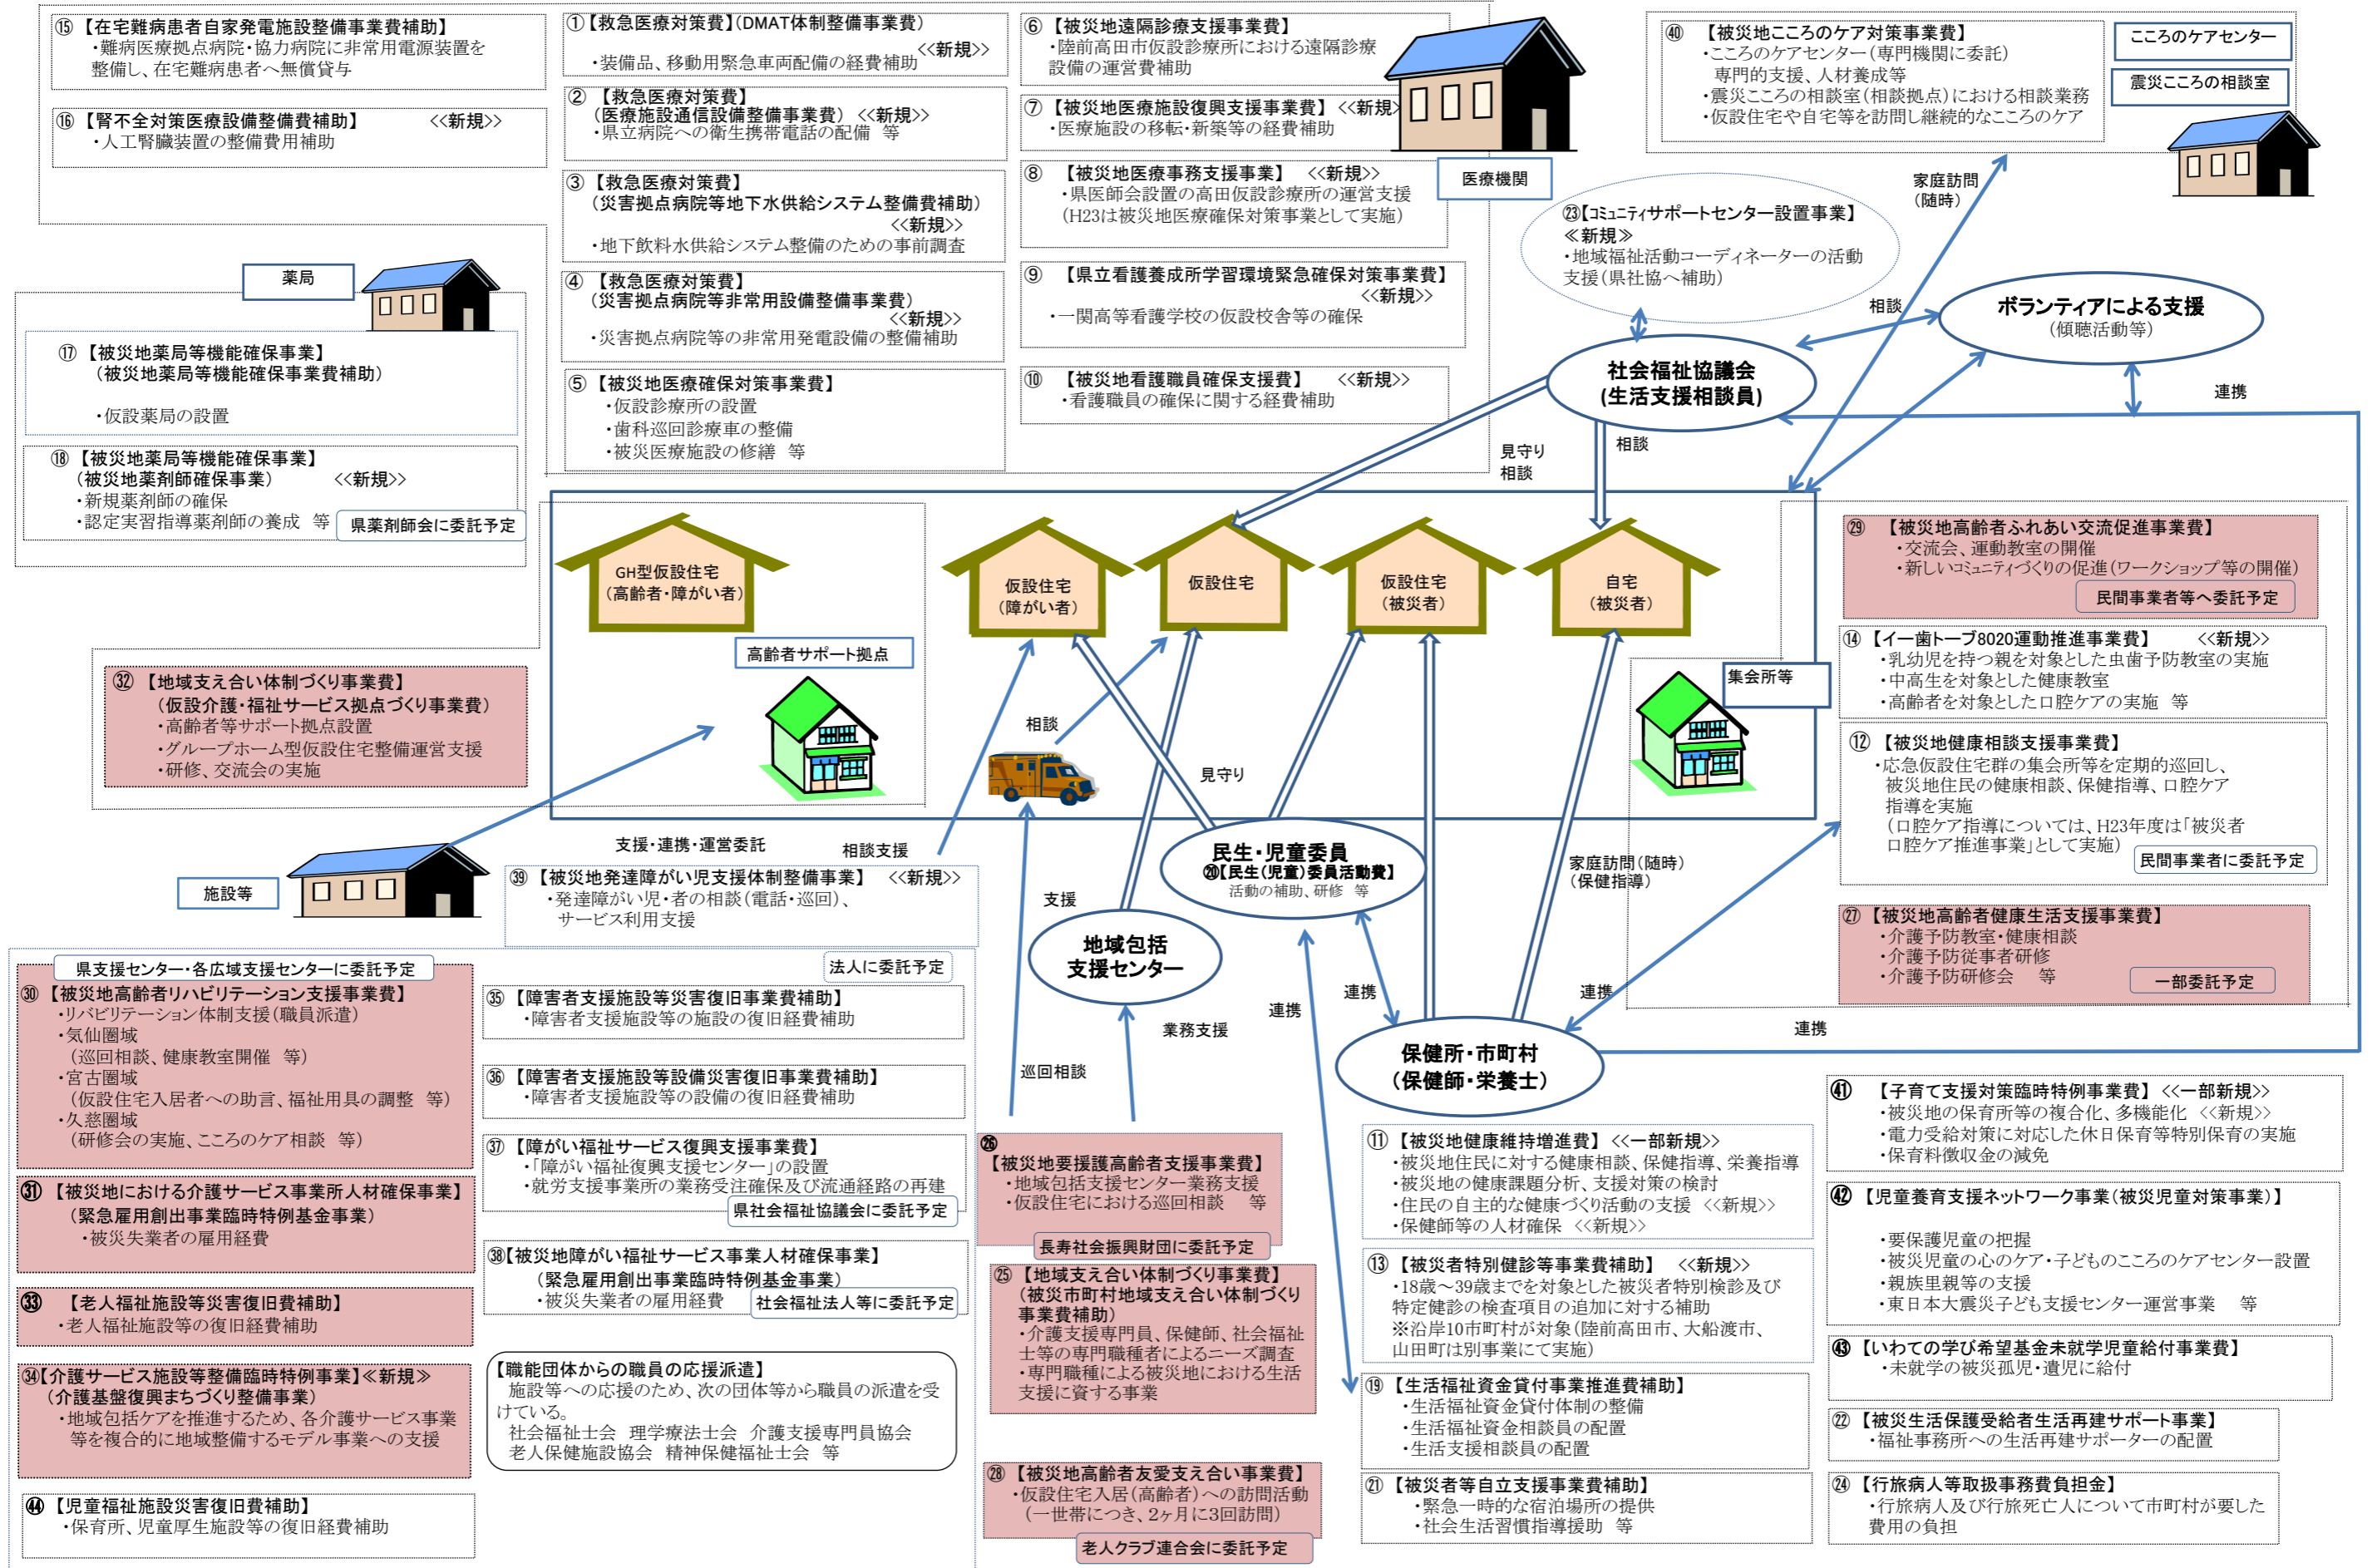 ⑮ 【在宅難病患者自家発電施設整備事業費補助】
・難病医療拠点病院・協力病院に非常用電源装置を
整備し、在宅難病患者へ無償貸与
⑯ 【腎不全対策医療設備整備費補助】 <<新規>>
・人工腎臓装置の整備費用補助
①【救急医療対策費】(DMAT体制整備事業費)
<<新規>>
・装備品、移動用緊急車両配備の経費補助
② 【救急医療対策費】
(医療施設通信設備整備事業費) <<新規>>
・県立病院への衛生携帯電話の配備 等
③ 【救急医療対策費】
(災害拠点病院等地下水供給システム整備費補助)
<<新規>>
・地下飲料水供給システム整備のための事前調査
④ 【救急医療対策費】
(災害拠点病院等非常用設備整備事業費)
<<新規>>
・災害拠点病院等の非常用発電設備の整備補助
⑤ 【被災地医療確保対策事業費】
・仮設診療所の設置
・歯科巡回診療車の整備
・被災医療施設の修繕 等
⑥ 【被災地遠隔診療支援事業費】
・陸前高田市仮設診療所における遠隔診療
設備の運営費補助
⑦ 【被災地医療施設復興支援事業費】 <<新規>
・医療施設の移転・新築等の経費補助
⑧ 【被災地医療事務支援事業】 <<新規>>
・県医師会設置の高田仮設診療所の運営支援
(H23は被災地医療確保対策事業として実施)
⑨ 【県立看護養成所学習環境緊急確保対策事業費】
<<新規>>
・一関高等看護学校の仮設校舎等の確保
⑩ 【被災地看護職員確保支援費】 <<新規>>
・看護職員の確保に関する経費補助
医療機関
㊵ 【被災地こころのケア対策事業費】
・こころのケアセンター(専門機関に委託)
専門的支援、人材養成等
・震災こころの相談室(相談拠点)における相談業務
・仮設住宅や自宅等を訪問し継続的なこころのケア
こころのケアセンター
震災こころの相談室
家庭訪問
(随時)
㉓【コミュニティサポートセンター設置事業】
≪新規≫
・地域福祉活動コーディネーターの活動
支援(県社協へ補助)
相談
ボランティアによる支援
(傾聴活動等)
社会福祉協議会
(生活支援相談員)
連携
見守り
相談
相談
薬局
⑰ 【被災地薬局等機能確保事業】
(被災地薬局等機能確保事業費補助)
・仮設薬局の設置
⑱ 【被災地薬局等機能確保事業】
(被災地薬剤師確保事業) <<新規>>
・新規薬剤師の確保
・認定実習指導薬剤師の養成 等
県薬剤師会に委託予定
GH型仮設住宅
(高齢者・障がい者)
仮設住宅
(障がい者)
仮設住宅
仮設住宅
(被災者)
自宅
(被災者)
高齢者サポート拠点
集会所等
相談
見守り
㉜ 【地域支え合い体制づくり事業費】
(仮設介護・福祉サービス拠点づくり事業費)
・高齢者等サポート拠点設置
・グループホーム型仮設住宅整備運営支援
・研修、交流会の実施
㉙ 【被災地高齢者ふれあい交流促進事業費】
・交流会、運動教室の開催
・新しいコミュニティづくりの促進(ワークショップ等の開催)
民間事業者等へ委託予定
⑭ 【イー歯トーブ8020運動推進事業費】 <<新規>>
・乳幼児を持つ親を対象とした虫歯予防教室の実施
・中高生を対象とした健康教室
・高齢者を対象とした口腔ケアの実施 等
⑫ 【被災地健康相談支援事業費】
・応急仮設住宅群の集会所等を定期的巡回し、
被災地住民の健康相談、保健指導、口腔ケア
指導を実施
(口腔ケア指導については、H23年度は「被災者
口腔ケア推進事業」として実施)
民間事業者に委託予定
㉗ 【被災地高齢者健康生活支援事業費】
・介護予防教室・健康相談
・介護予防従事者研修
・介護予防研修会 等
一部委託予定
施設等
支援・連携・運営委託
相談支援
㊴ 【被災地発達障がい児支援体制整備事業】 <<新規>>
・発達障がい児・者の相談(電話・巡回)、
サービス利用支援
法人に委託予定
民生・児童委員
⑳【民生(児童)委員活動費】
活動の補助、研修 等
家庭訪問(随時)
(保健指導)
支援
地域包括
支援センター
業務支援
巡回相談
連携
連携
連携
連携
保健所・市町村
(保健師・栄養士)
県支援センター・各広域支援センターに委託予定
㉚ 【被災地高齢者リハビリテーション支援事業費】
・リバビリテーション体制支援(職員派遣)
・気仙圏域
(巡回相談、健康教室開催 等)
・宮古圏域
(仮設住宅入居者への助言、福祉用具の調整 等)
・久慈圏域
(研修会の実施、こころのケア相談 等)
㉛ 【被災地における介護サービス事業所人材確保事業】
(緊急雇用創出事業臨時特例基金事業)
・被災失業者の雇用経費
㉝ 【老人福祉施設等災害復旧費補助】
・老人福祉施設等の復旧経費補助
㉞【介護サービス施設等整備臨時特例事業】≪新規≫
(介護基盤復興まちづくり整備事業)
・地域包括ケアを推進するため、各介護サービス事業
等を複合的に地域整備するモデル事業への支援
㊹ 【児童福祉施設災害復旧費補助】
・保育所、児童厚生施設等の復旧経費補助
㉟ 【障害者支援施設等災害復旧事業費補助】
・障害者支援施設等の施設の復旧経費補助
㊱ 【障害者支援施設等設備災害復旧事業費補助】
・障害者支援施設等の設備の復旧経費補助
㊲ 【障がい福祉サービス復興支援事業費】
・「障がい福祉復興支援センター」の設置
・就労支援事業所の業務受注確保及び流通経路の再建
県社会福祉協議会に委託予定
㊳【被災地障がい福祉サービス事業人材確保事業】
(緊急雇用創出事業臨時特例基金事業)
・被災失業者の雇用経費
社会福祉法人等に委託予定
【職能団体からの職員の応援派遣】
施設等への応援のため、次の団体等から職員の派遣を受
けている。
社会福祉士会 理学療法士会 介護支援専門員協会
老人保健施設協会 精神保健福祉士会 等
㉖
【被災地要援護高齢者支援事業費】
・地域包括支援センター業務支援
・仮設住宅における巡回相談 等
長寿社会振興財団に委託予定
㉕ 【地域支え合い体制づくり事業費】
(被災市町村地域支え合い体制づくり
事業費補助)
・介護支援専門員、保健師、社会福祉
士等の専門職種者によるニーズ調査
・専門職種による被災地における生活
支援に資する事業
㉘ 【被災地高齢者友愛支え合い事業費】
・仮設住宅入居(高齢者)への訪問活動
(一世帯につき、2ヶ月に3回訪問)
老人クラブ連合会に委託予定
⑪ 【被災地健康維持増進費】 <<一部新規>>
・被災地住民に対する健康相談、保健指導、栄養指導
・被災地の健康課題分析、支援対策の検討
・住民の自主的な健康づくり活動の支援 <<新規>>
・保健師等の人材確保 <<新規>>
⑬ 【被災者特別健診等事業費補助】 <<新規>>
・18歳～39歳までを対象とした被災者特別検診及び
特定健診の検査項目の追加に対する補助
※沿岸10市町村が対象(陸前高田市、大船渡市、
山田町は別事業にて実施)
⑲ 【生活福祉資金貸付事業推進費補助】
・生活福祉資金貸付体制の整備
・生活福祉資金相談員の配置
・生活支援相談員の配置
㉑ 【被災者等自立支援事業費補助】
・緊急一時的な宿泊場所の提供
・社会生活習慣指導援助 等
㊶ 【子育て支援対策臨時特例事業費】 <<一部新規>>
・被災地の保育所等の複合化、多機能化 <<新規>>
・電力受給対策に対応した休日保育等特別保育の実施
・保育料徴収金の減免
㊷ 【児童養育支援ネットワーク事業(被災児童対策事業)】
・要保護児童の把握
・被災児童の心のケア・子どものこころのケアセンター設置
・親族里親等の支援
・東日本大震災子ども支援センター運営事業 等
㊸ 【いわての学び希望基金未就学児童給付事業費】
・未就学の被災孤児・遺児に給付
㉒ 【被災生活保護受給者生活再建サポート事業】
・福祉事務所への生活再建サポーターの配置
㉔ 【行旅病人等取扱事務費負担金】
・行旅病人及び行旅死亡人について市町村が要した
費用の負担